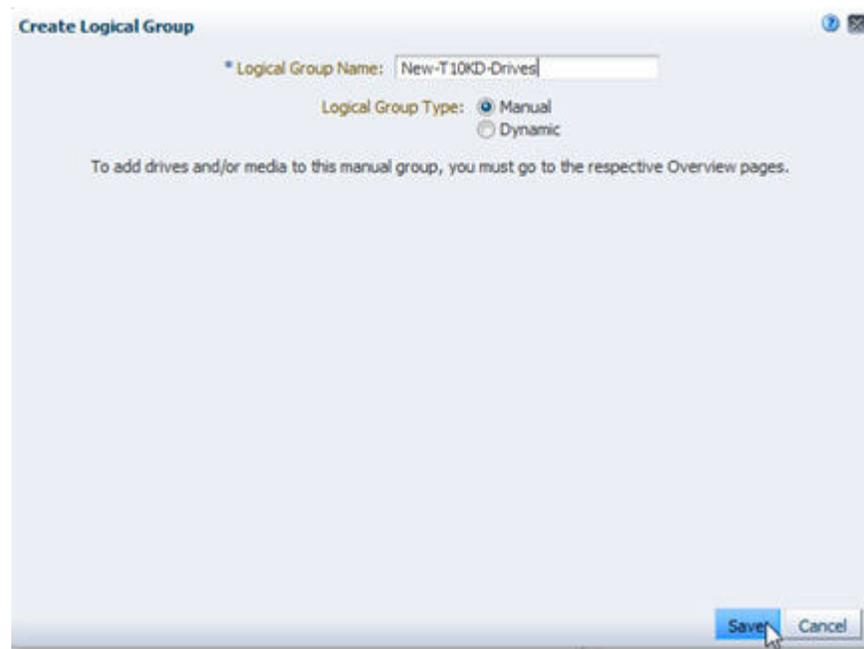 Create Logical Group
* Logical Group Name: New-T10KD-Drives
Logical Group Type: Manual
Dynamic
To add drives and/or media to this manual group, you must go to the respective Overview pages.
Save Cancel